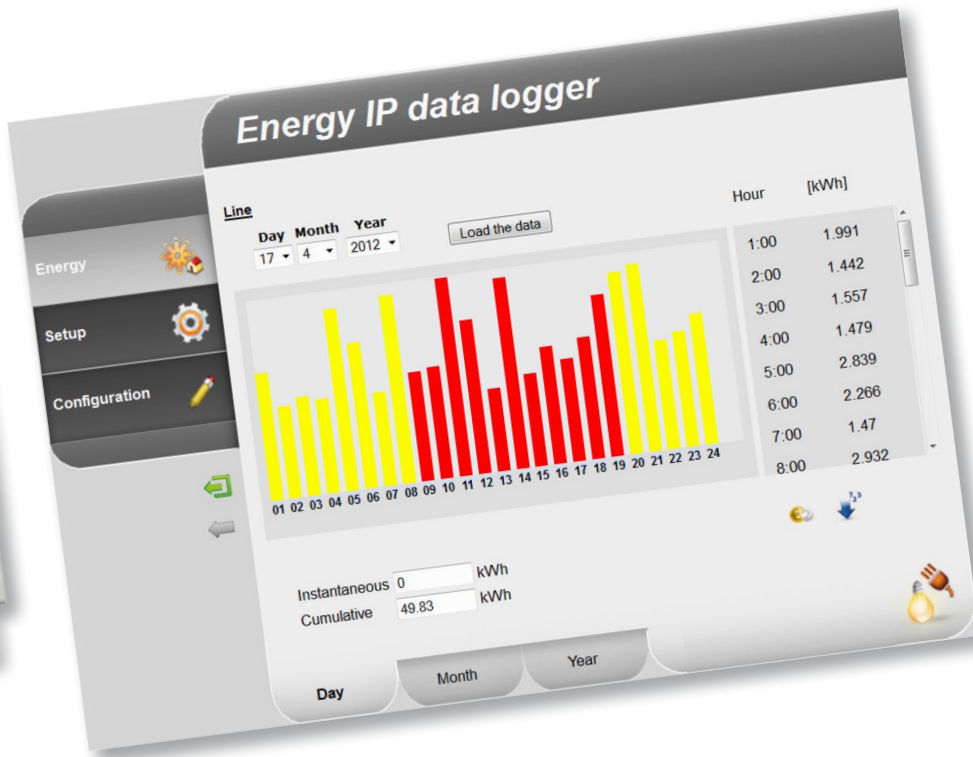 Energy IP data logger
Energy
Setup
Configuration
Line
Day Month Year
17 4 2012
Load the data
01 02 03 04 05 06 07 08 09 10 11 12 13 14 15 16 17 18 19 20 21 22 23 24
Hour [kWh]
1:00 1.991
2:00 1.442
3:00 1.557
4:00 1.479
5:00 2.839
6:00 2.266
7:00 1.47
8:00 2.932
Instantaneous 0 kWh
Cumulative 49.83 kWh
Day Month Year